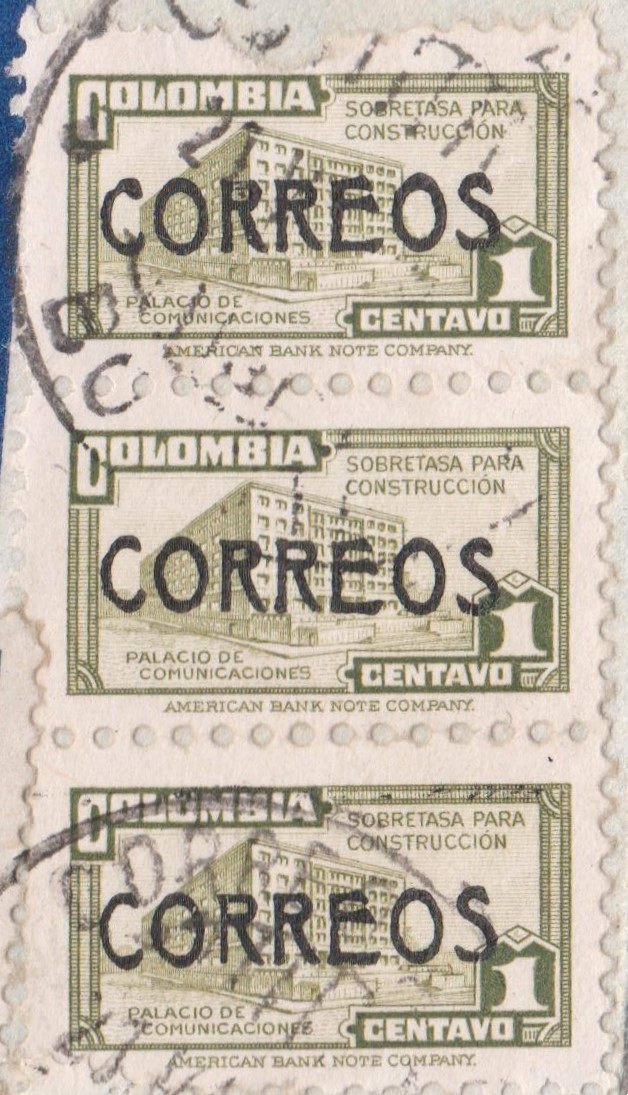 COLOMBIA
SOBRETASA PARA
CONSTRUCCIÓN
CORREOS
PALACIO DE
COMUNICACIONES
1
CENTAVO
AMERICAN BANK NOTE COMPANY.
COLOMBIA
SOBRETASA PARA
CONSTRUCCIÓN
CORREOS
PALACIO DE
COMUNICACIONES
1
CENTAVO
AMERICAN BANK NOTE COMPANY.
COLOMBIA
SOBRETASA PARA
CONSTRUCCIÓN
CORREOS
PALACIO DE
COMUNICACIONES
1
CENTAVO
AMERICAN BANK NOTE COMPANY.